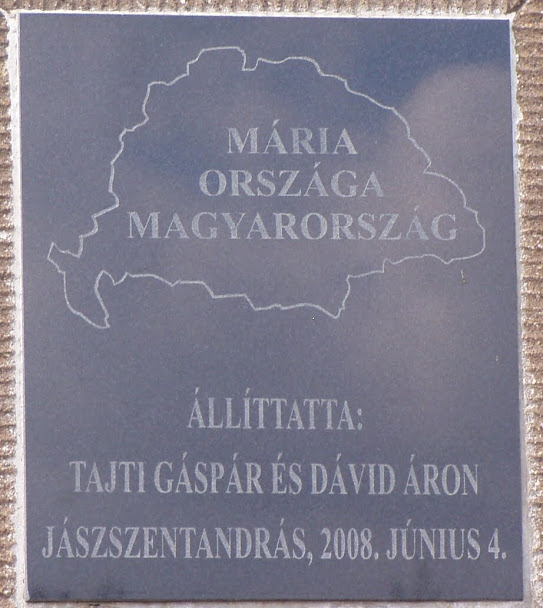 MÁRIA
ORSZÁGA
MAGYARORSZÁG
ÁLLÍTTATTA:
TAJTI GÁSPÁR ÉS DÁVID ÁRON
JÁSZSZENTANDRÁS, 2008. JÚNIUS 4.